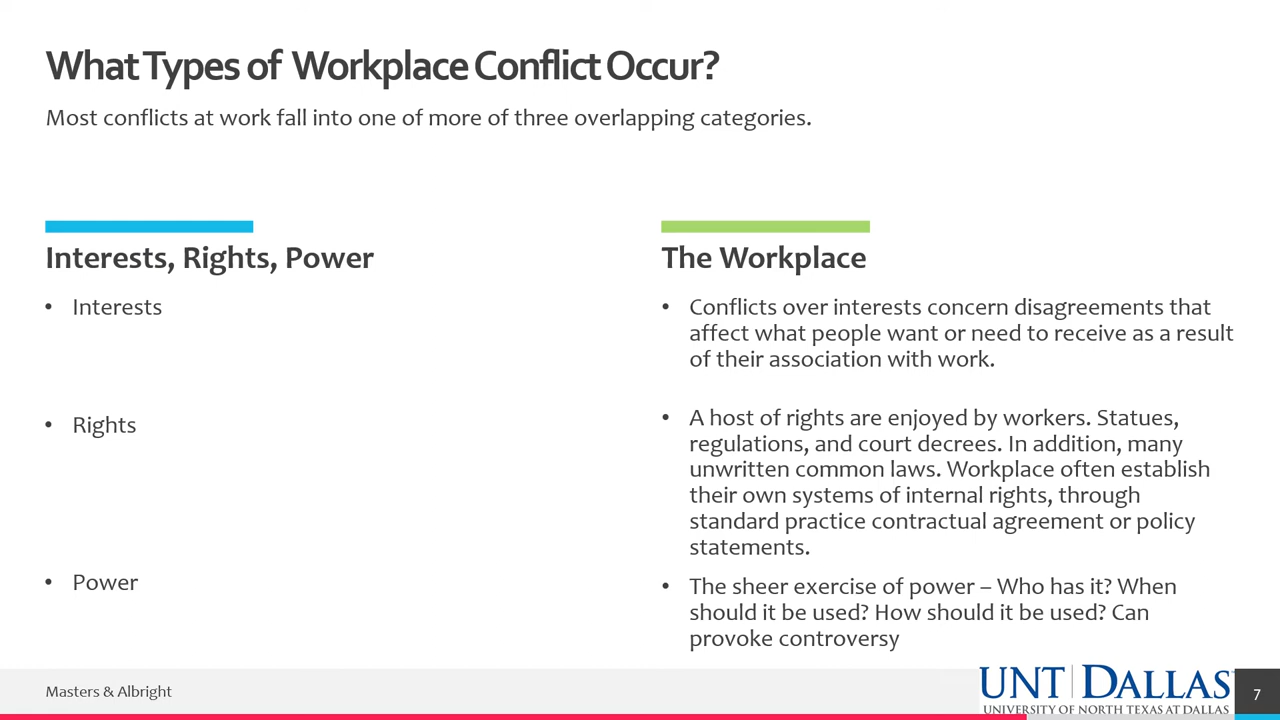 What Types of Workplace Conflict Occur?
Most conflicts at work fall into one of more of three overlapping categories.
Interests, Rights, Power
• Interests
• Rights
• Power
The Workplace
• Conflicts over interests concern disagreements that
affect what people want or need to receive as a result
of their association with work.
• A host of rights are enjoyed by workers. Statues,
regulations, and court decrees. In addition, many
unwritten common laws. Workplace often establish
their own systems of internal rights, through
standard practice contractual agreement or policy
statements.
• The sheer exercise of power – Who has it? When
should it be used? How should it be used? Can
provoke controversy
Masters & Albright
UNT DALLAS
UNIVERSITY OF NORTH TEXAS AT DALLAS
7